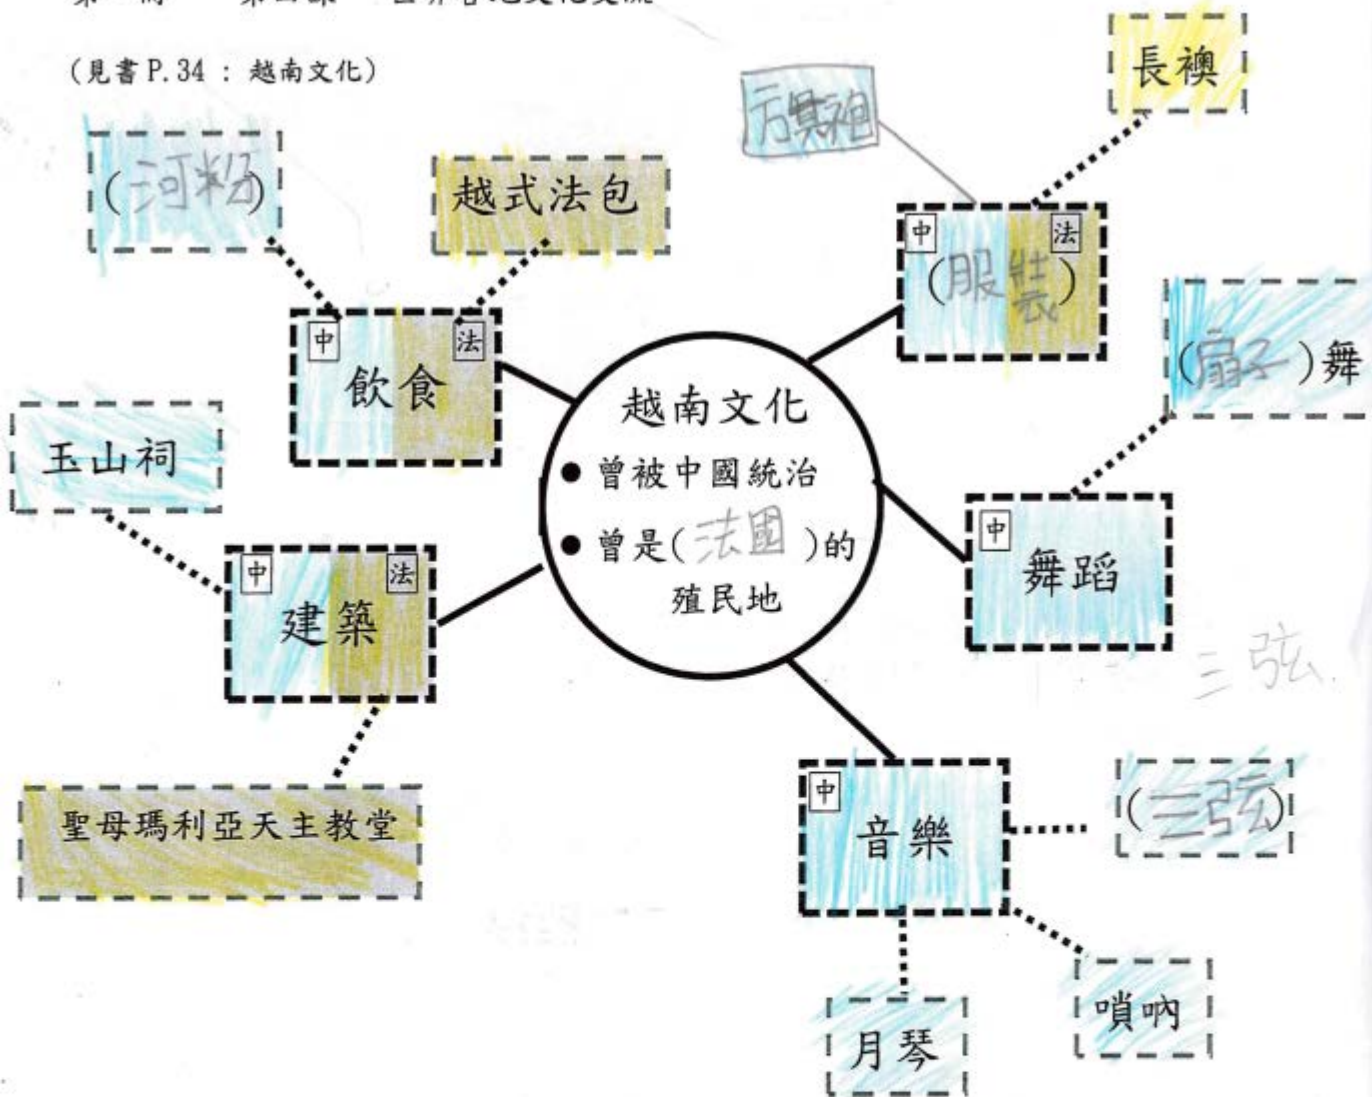 (見書 P.34 : 越南文化)
長襖
(河粉)
越式法包
中 法
(服裝)
(扇子)舞
中 法
飲食
越南文化
● 曾被中國統治
● 曾是(法國)的
殖民地
玉山祠
中 法
建築
中
舞蹈
三弦
聖母瑪利亞天主教堂
中
音樂
(三弦)
嗩吶
月琴